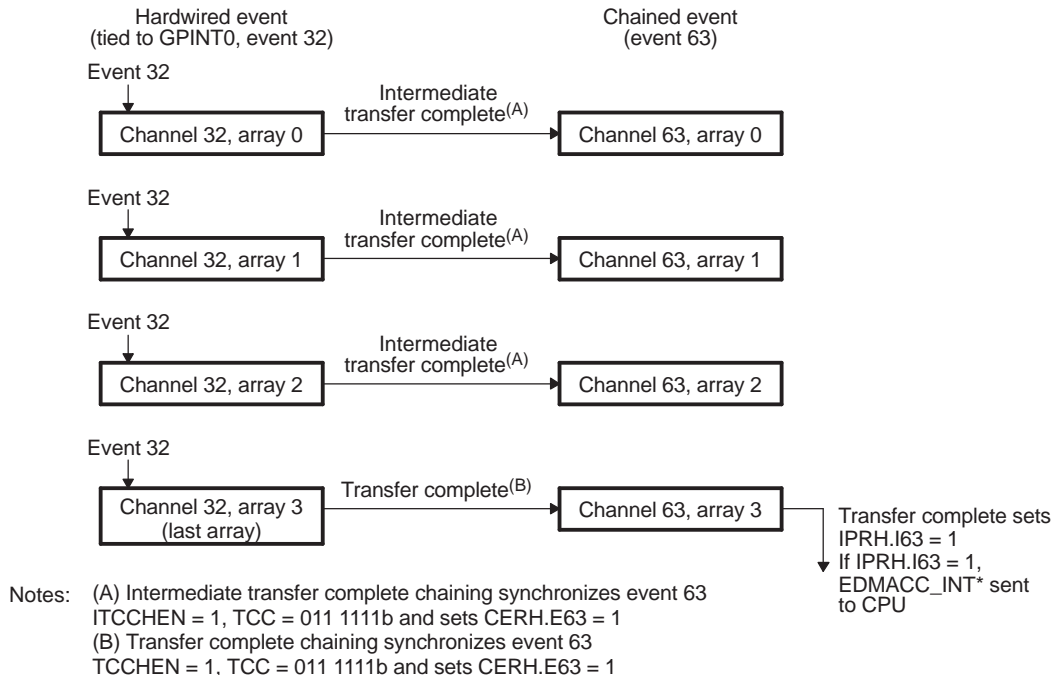 Hardwired event
(tied to GPINT0, event 32)
Chained event
(event 63)
Event 32
Channel 32, array 0
Intermediate
transfer complete(A)
Channel 63, array 0
Event 32
Channel 32, array 1
Intermediate
transfer complete(A)
Channel 63, array 1
Event 32
Channel 32, array 2
Intermediate
transfer complete(A)
Channel 63, array 2
Event 32
Channel 32, array 3
(last array)
Transfer complete(B)
Channel 63, array 3
Transfer complete sets
IPRH.I63 = 1
If IPRH.I63 = 1,
EDMACC_INT* sent
to CPU
Notes: (A) Intermediate transfer complete chaining synchronizes event 63
ITCCHEN = 1, TCC = 011 1111b and sets CERH.E63 = 1
(B) Transfer complete chaining synchronizes event 63
TCCHEN = 1, TCC = 011 1111b and sets CERH.E63 = 1